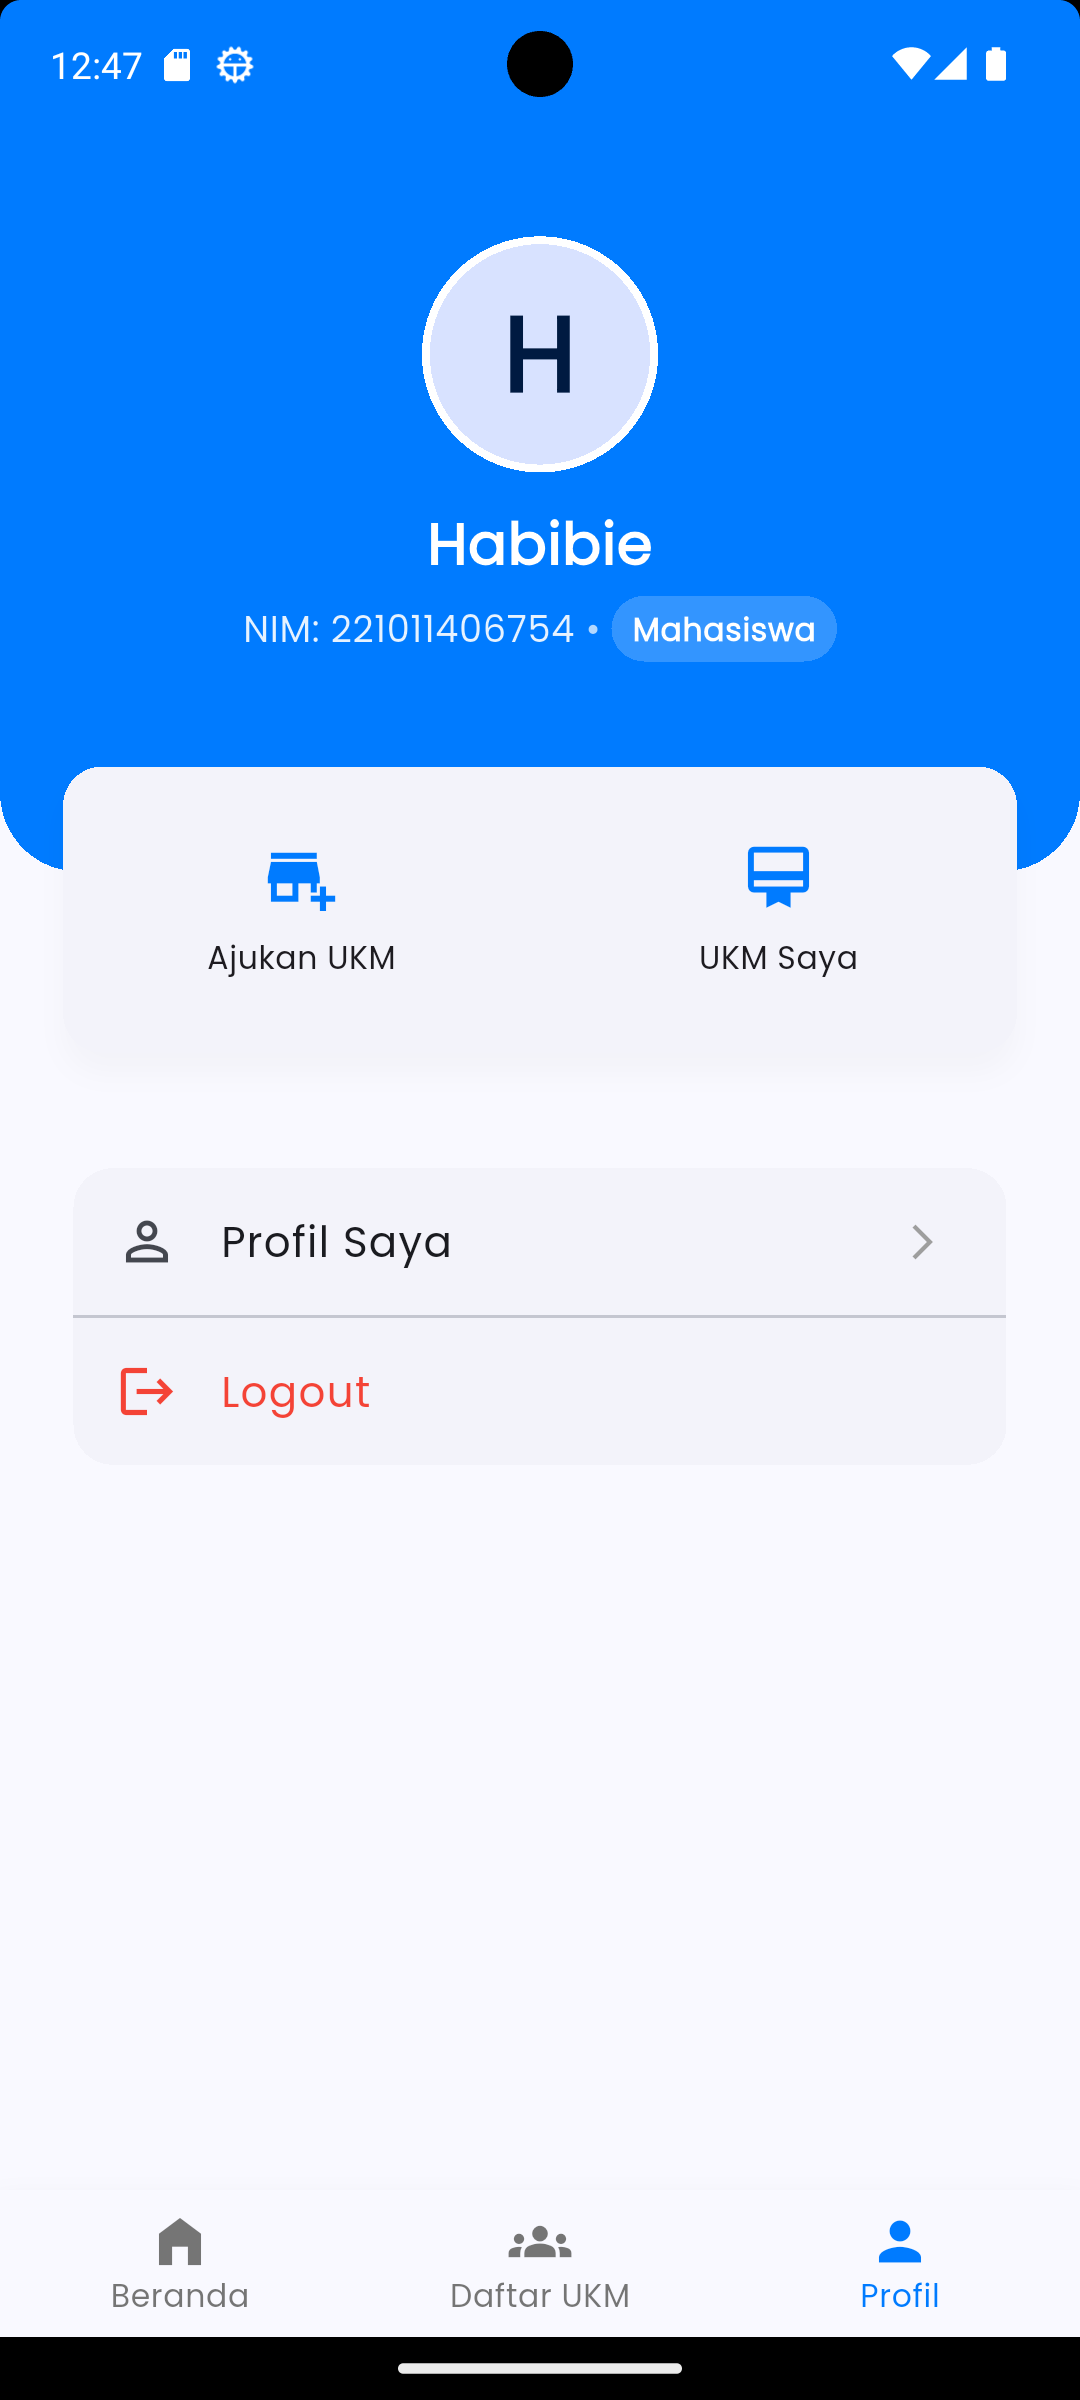 12:47
H
Habibie
NIM: 221011406754 • Mahasiswa
Ajukan UKM
UKM Saya
Profil Saya
Logout
Beranda
Daftar UKM
Profil